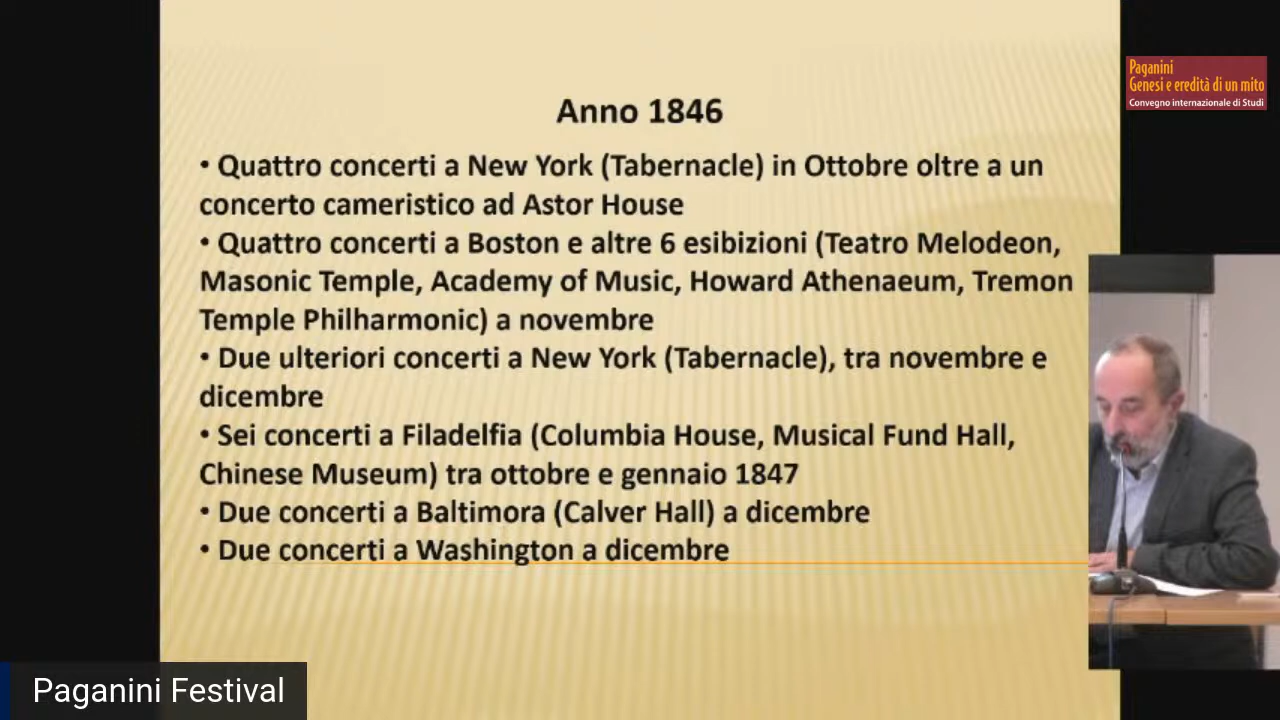 Paganini
Genesi e eredità di un mito
Convegno internazionale di Studi
Anno 1846
• Quattro concerti a New York (Tabernacle) in Ottobre oltre a un
concerto cameristico ad Astor House
• Quattro concerti a Boston e altre 6 esibizioni (Teatro Melodeon,
Masonic Temple, Academy of Music, Howard Athenaeum, Tremon
Temple Philharmonic) a novembre
• Due ulteriori concerti a New York (Tabernacle), tra novembre e
dicembre
• Sei concerti a Filadelfia (Columbia House, Musical Fund Hall,
Chinese Museum) tra ottobre e gennaio 1847
• Due concerti a Baltimora (Calver Hall) a dicembre
• Due concerti a Washington a dicembre
Paganini Festival